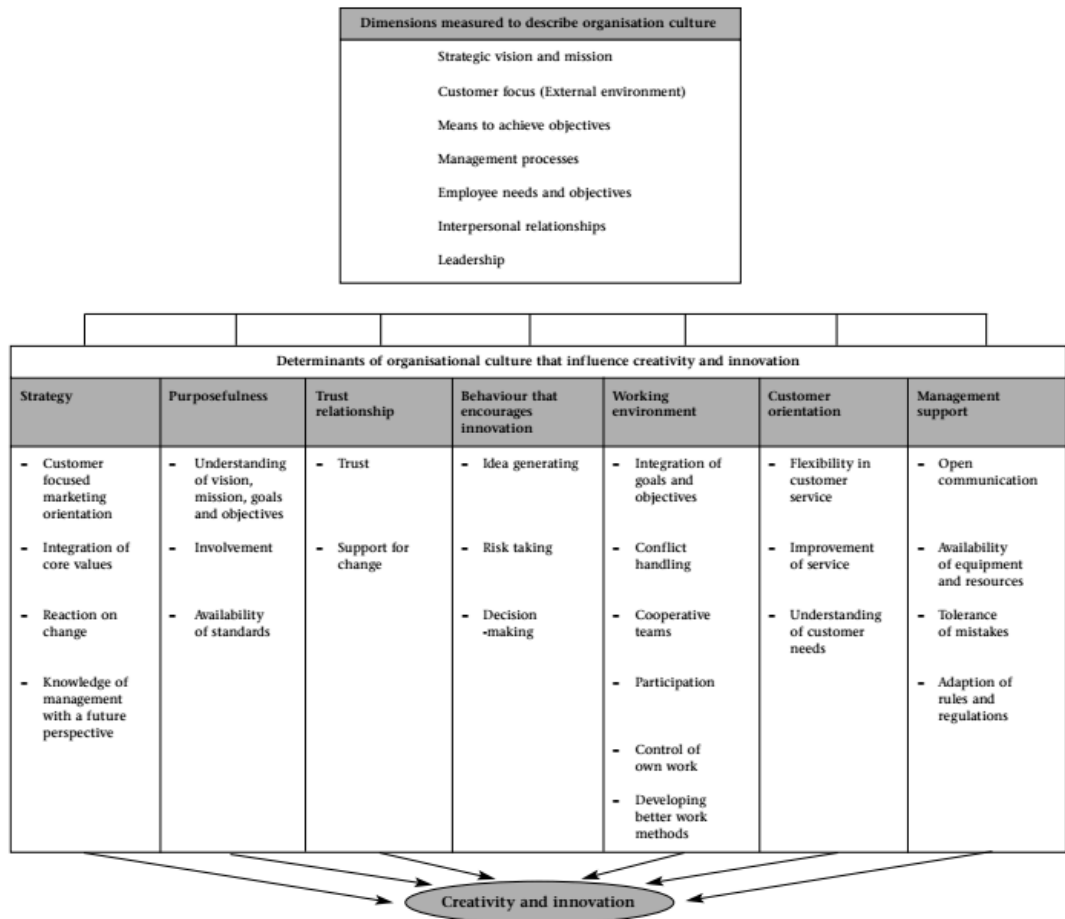 Dimensions measured to describe organisation culture
Strategic vision and mission
Customer focus (External environment)
Means to achieve objectives
Management processes
Employee needs and objectives
Interpersonal relationships
Leadership
Determinants of organisational culture that influence creativity and innovation
Strategy
- Customer
focused
marketing
orientation
- Integration of
core values
- Reaction on
change
- Knowledge of
management
with a future
perspective
Purposefulness
- Understanding
of vision,
mission, goals
and objectives
- Involvement
- Availability
of standards
Trust
relationship
- Trust
- Support for
change
Behaviour that
encourages
innovation
- Idea generating
- Risk taking
- Decision
-making
Working
environment
- Integration of
goals and
objectives
- Conflict
handling
- Cooperative
teams
- Participation
- Control of
own work
- Developing
better work
methods
Customer
orientation
- Flexibility in
customer
service
- Improvement
of service
- Understanding
of customer
needs
Management
support
- Open
communication
- Availability
of equipment
and resources
- Tolerance
of mistakes
- Adaption of
rules and
regulations
Creativity and innovation